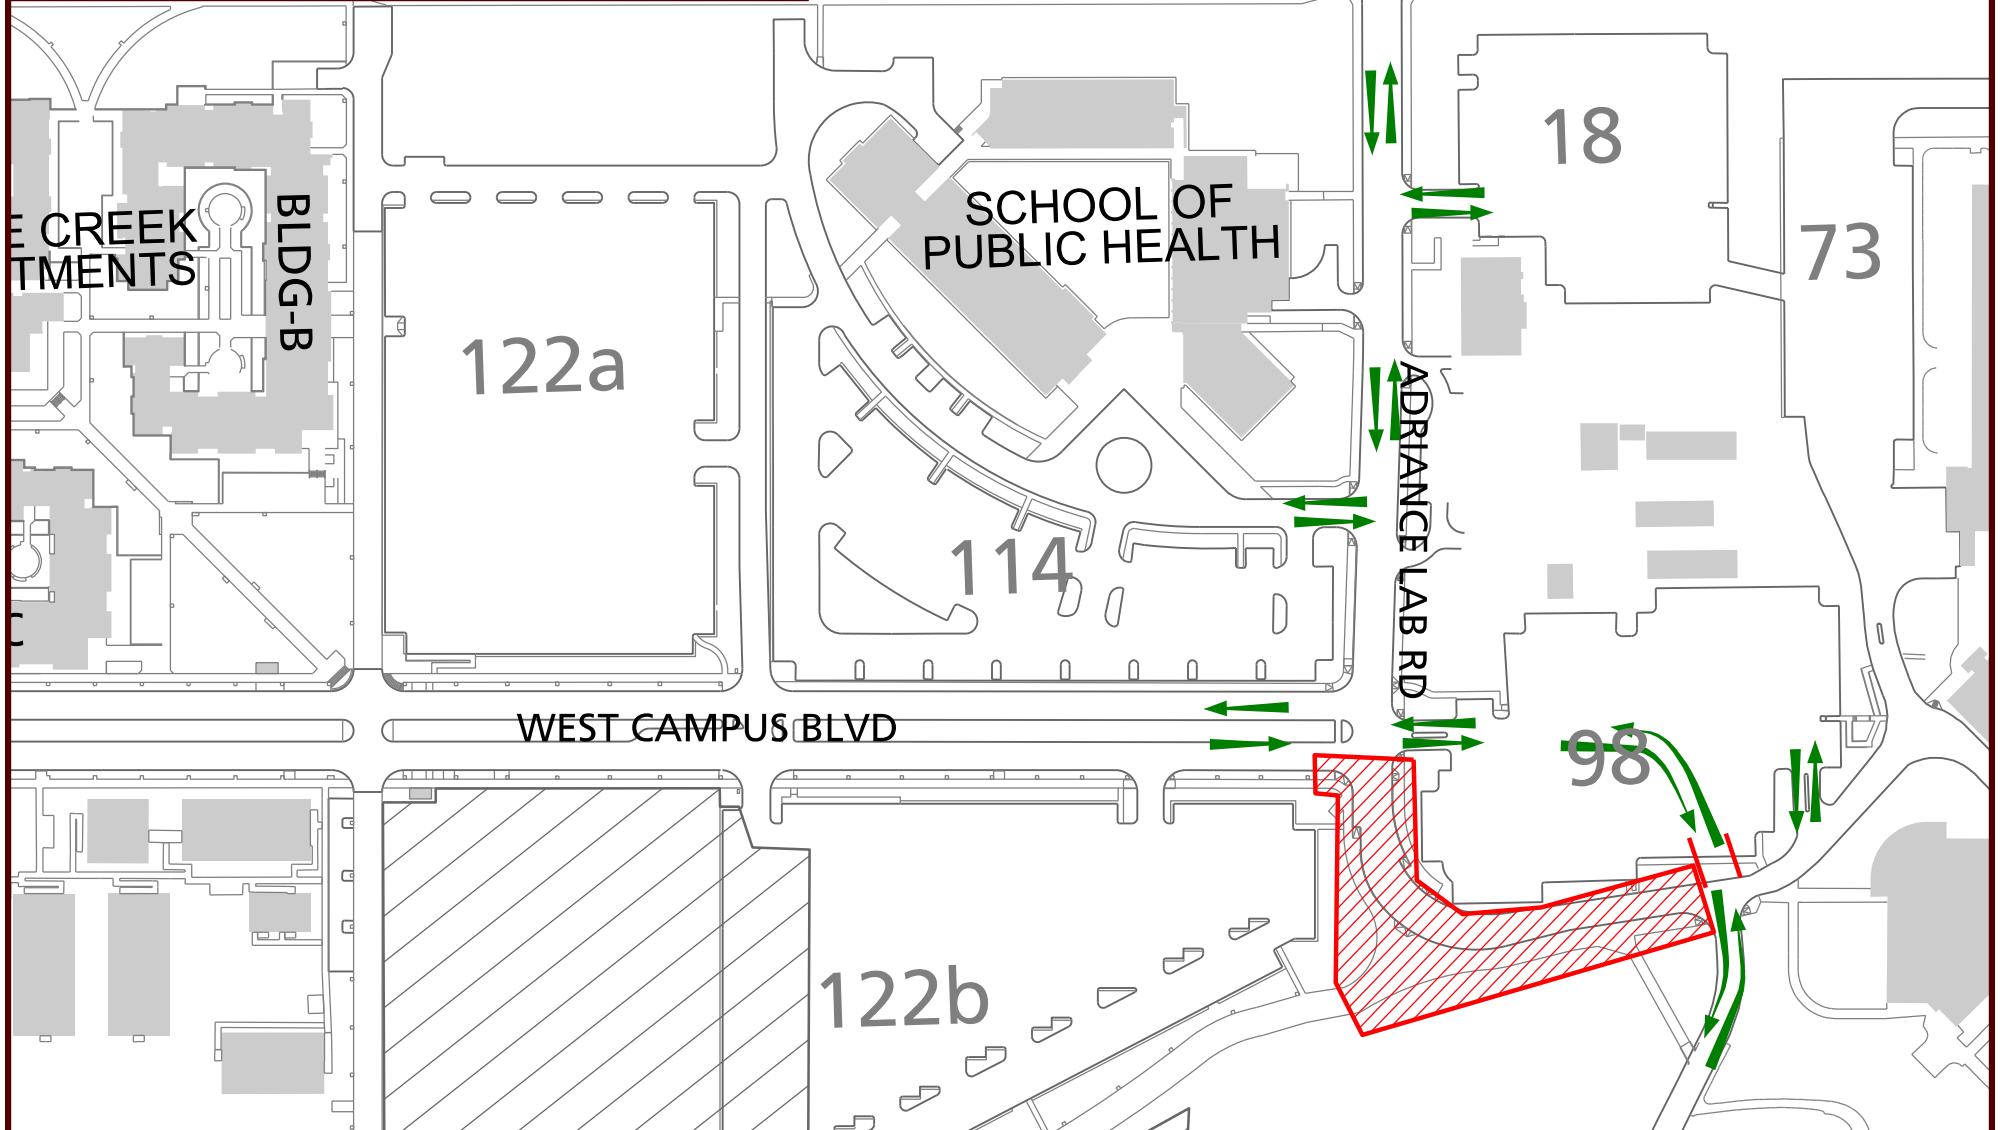 18
SCHOOL OF
PUBLIC HEALTH
E CREEK
TMENTS
BLDG-B
73
122a
ADRIANCE LAB RD
114
C
WEST CAMPUS BLVD
98
122b